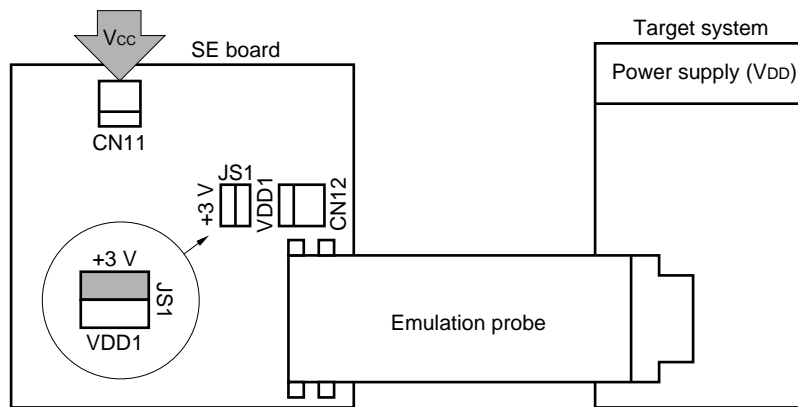 VCC
SE board
Target system
Power supply (VDD)
CN11
JS1
+3 V
VDD1
CN12
+3 V
JS1
VDD1
Emulation probe